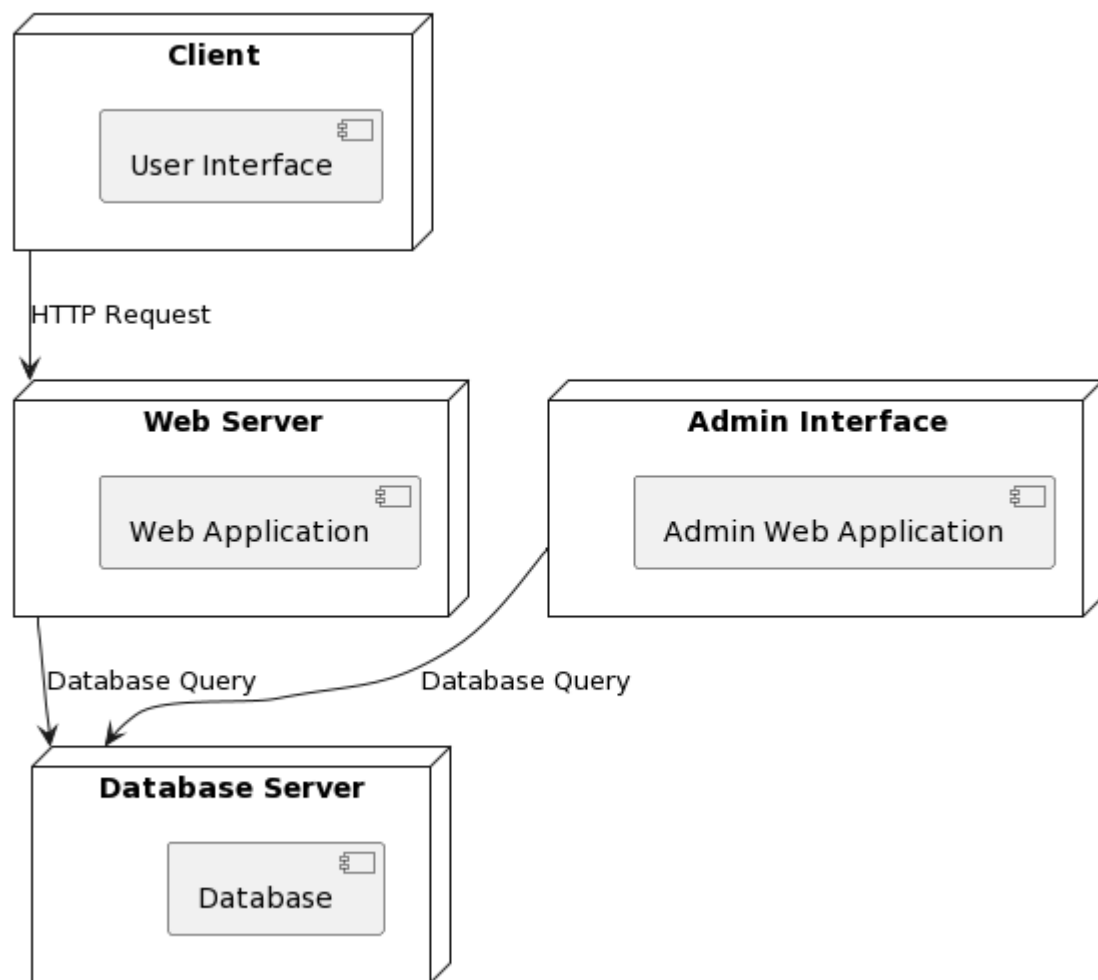 Client
User Interface
HTTP Request
Web Server
Web Application
Admin Interface
Admin Web Application
Database Query
Database Query
Database Server
Database